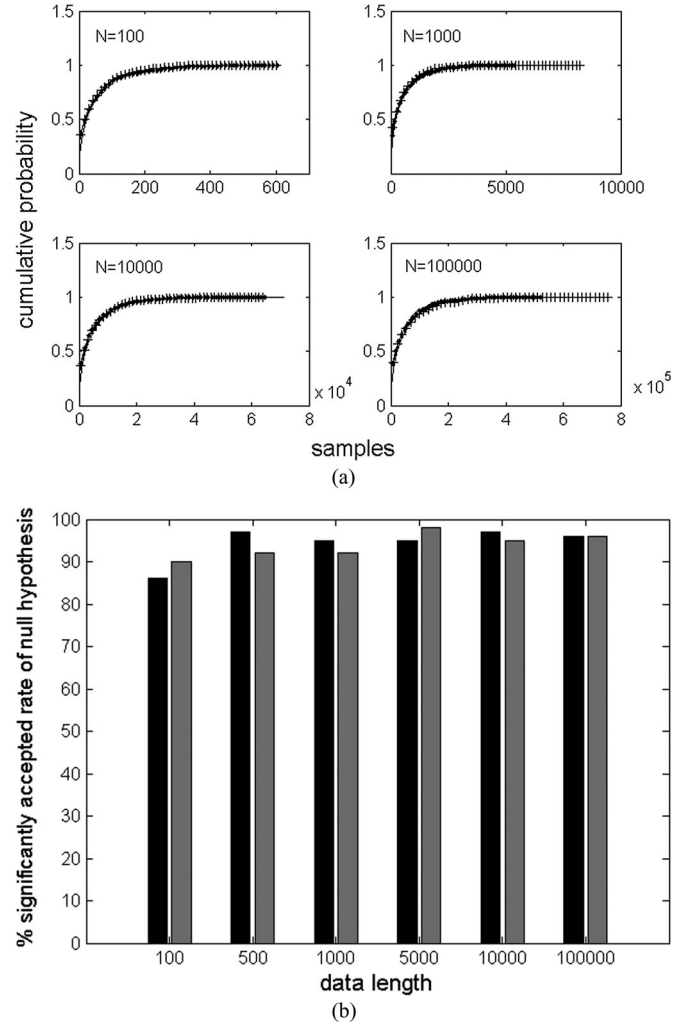 cumulative probability
1.5
1
0.5
0
N=100
0 200 400 600
1.5
1
0.5
0
N=1000
0 5000 10000
1.5
1
0.5
0
N=10000
0 2 4 6 8
x 10^4
1.5
1
0.5
0
N=100000
0 2 4 6 8
x 10^5
samples
(a)
% significantly accepted rate of null hypothesis
100
90
80
70
60
50
40
30
20
10
0
100 500 1000 5000 10000 100000
data length
(b)